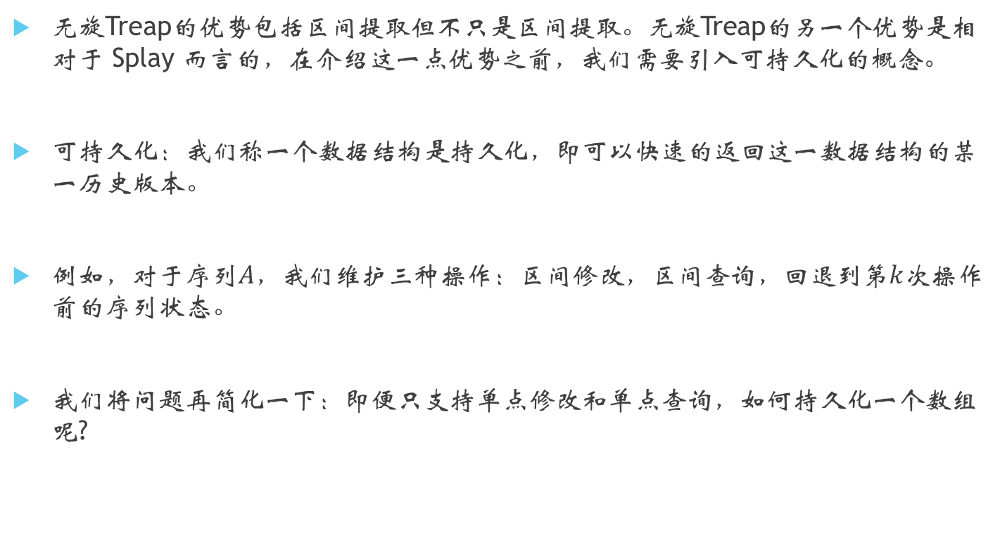 无旋Treap的优势包括区间提取但不只是区间提取。无旋Treap的另一个优势是相
对于 Splay 而言的，在介绍这一点优势之前，我们需要引入可持久化的概念。
可持久化：我们称一个数据结构是持久化，即可以快速的返回这一数据结构的某
一历史版本。
例如，对于序列A，我们维护三种操作：区间修改，区间查询，回退到第k次操作
前的序列状态。
我们将问题再简化一下：即便只支持单点修改和单点查询，如何持久化一个数组
呢?